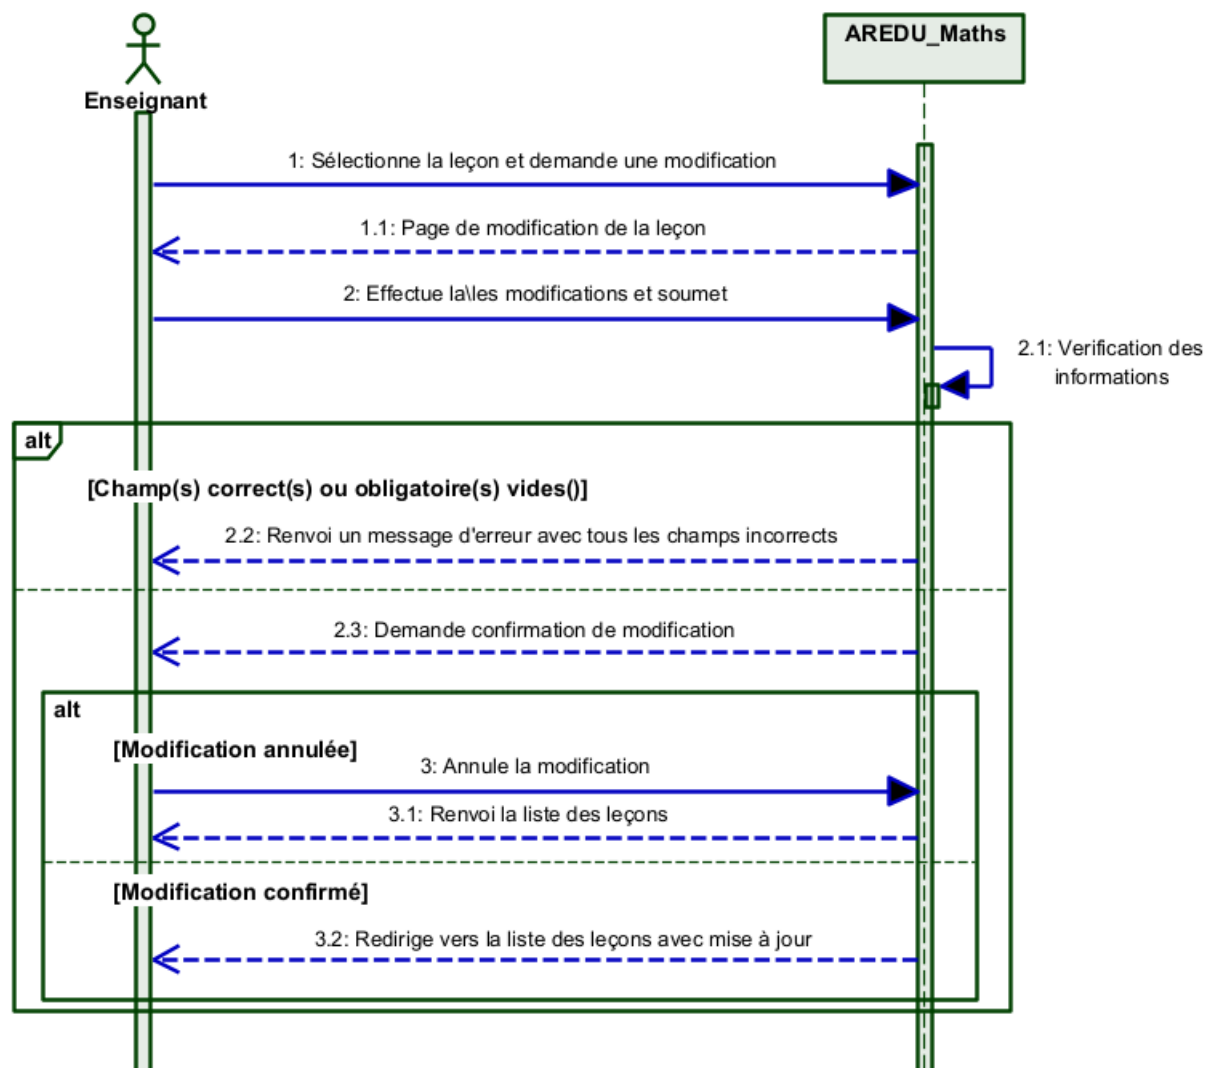 AREDU_Maths
Enseignant
1: Sélectionne la leçon et demande une modification
1.1: Page de modification de la leçon
2: Effectue la\les modifications et soumet
2.1: Verification des
informations
alt
[Champ(s) correct(s) ou obligatoire(s) vides()]
2.2: Renvoi un message d'erreur avec tous les champs incorrects
2.3: Demande confirmation de modification
alt
[Modification annulée]
3: Annule la modification
3.1: Renvoi la liste des leçons
[Modification confirmé]
3.2: Redirige vers la liste des leçons avec mise à jour